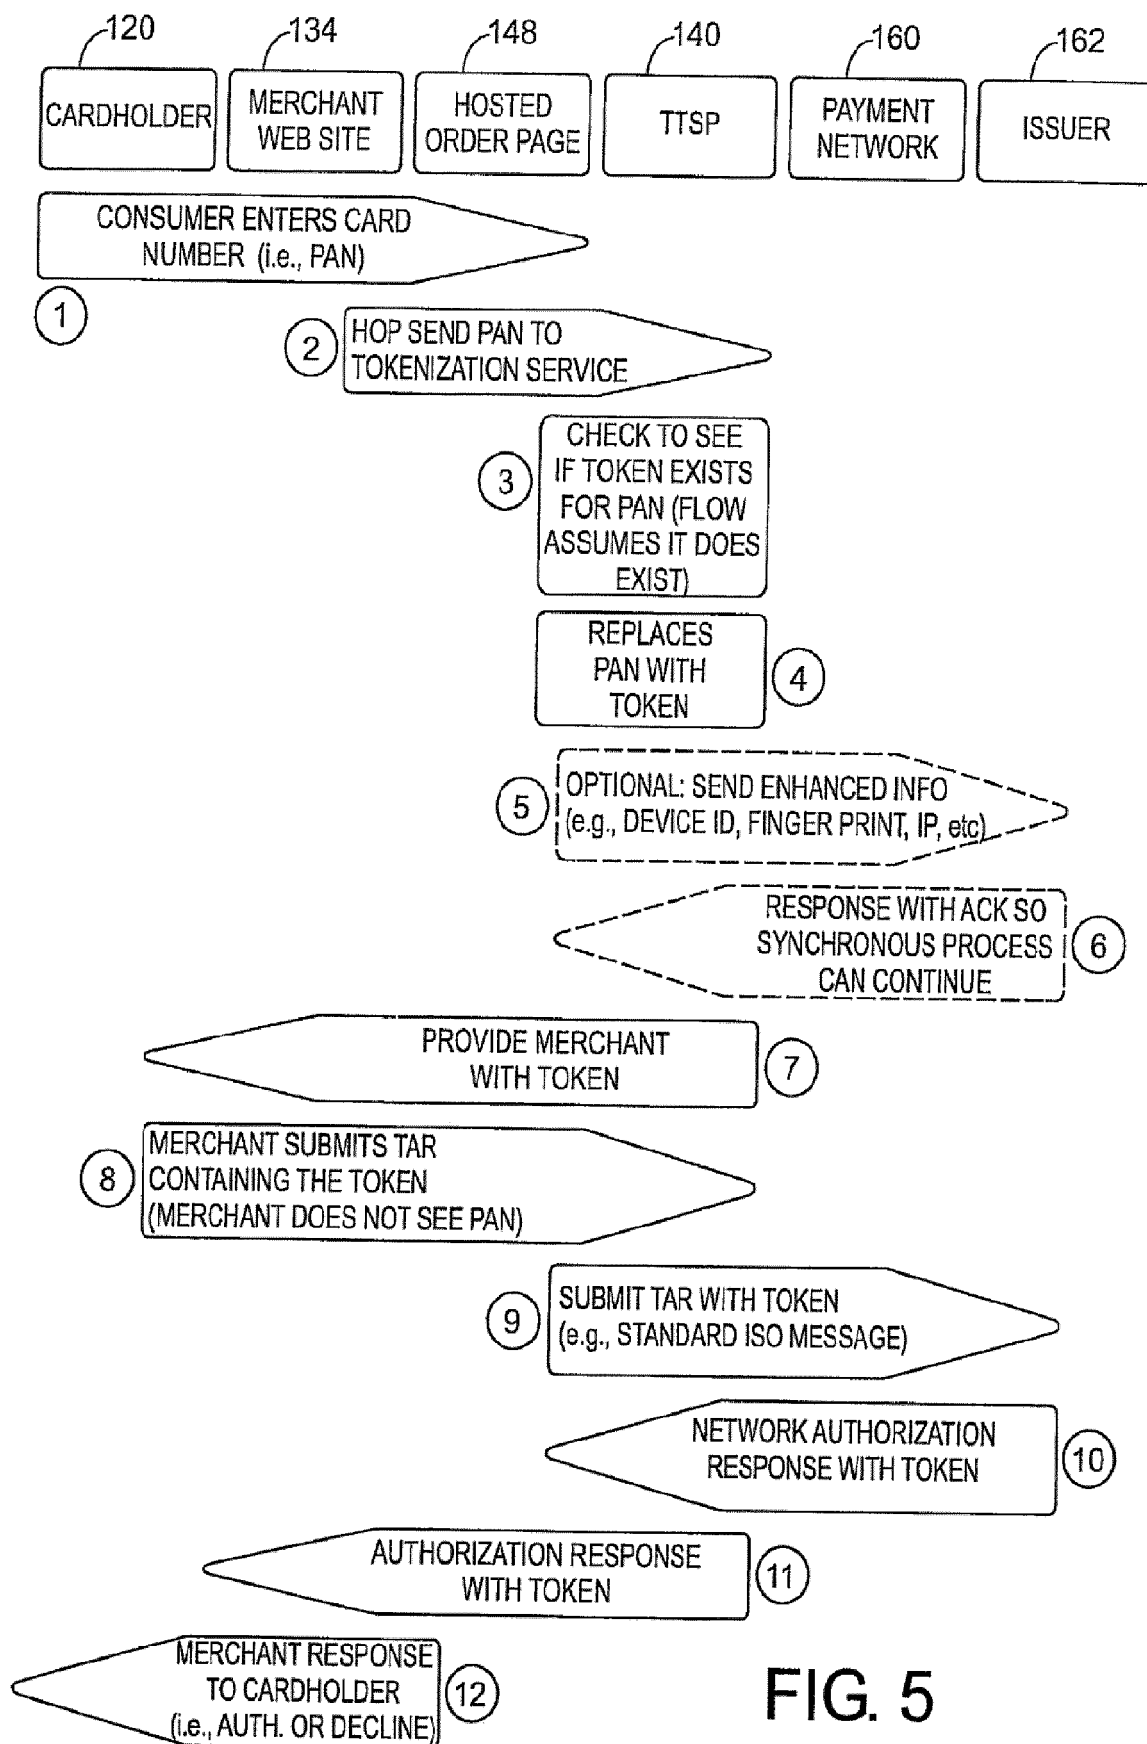 120 134 148 140 160 162
CARDHOLDER
MERCHANT
WEB SITE
HOSTED
ORDER PAGE
TTSP
PAYMENT
NETWORK
ISSUER
CONSUMER ENTERS CARD
NUMBER (i.e., PAN)
1
2
HOP SEND PAN TO
TOKENIZATION SERVICE
3
CHECK TO SEE
IF TOKEN EXISTS
FOR PAN (FLOW
ASSUMES IT DOES
EXIST)
REPLACES
PAN WITH
TOKEN
4
5
OPTIONAL: SEND ENHANCED INFO
(e.g., DEVICE ID, FINGER PRINT, IP, etc)
RESPONSE WITH ACK SO
SYNCHRONOUS PROCESS
CAN CONTINUE
6
PROVIDE MERCHANT
WITH TOKEN
7
8
MERCHANT SUBMITS TAR
CONTAINING THE TOKEN
(MERCHANT DOES NOT SEE PAN)
9
SUBMIT TAR WITH TOKEN
(e.g., STANDARD ISO MESSAGE)
NETWORK AUTHORIZATION
RESPONSE WITH TOKEN
10
AUTHORIZATION RESPONSE
WITH TOKEN
11
MERCHANT RESPONSE
TO CARDHOLDER
(i.e., AUTH. OR DECLINE)
12
FIG. 5